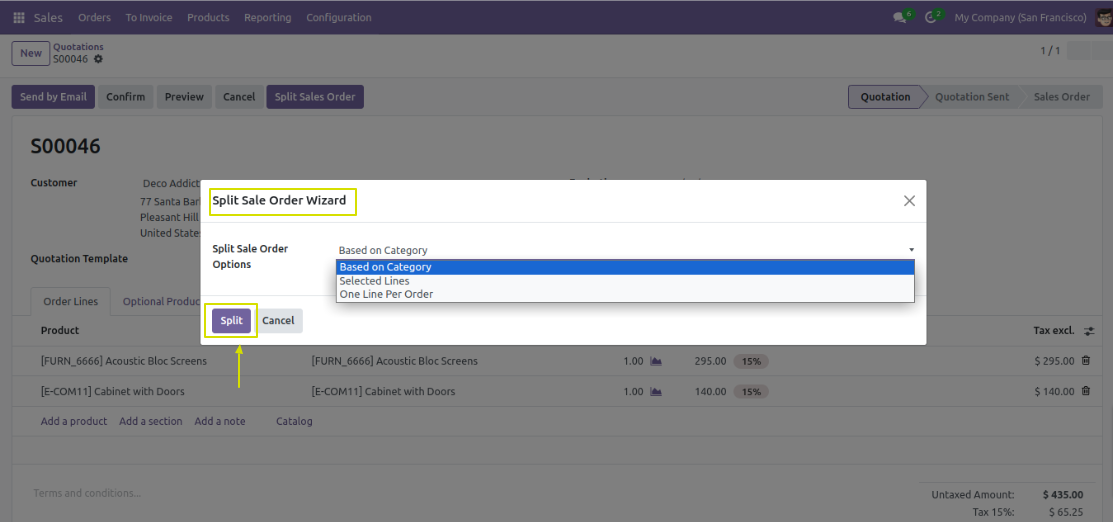 Sales Orders To Invoice Products Reporting Configuration 6 2 My Company (San Francisco)
New Quotations
S00046
1 / 1
Send by Email Confirm Preview Cancel Split Sales Order Quotation Quotation Sent Sales Order
S00046
Customer Deco Addict
77 Santa Bar
Pleasant Hill
United State
Quotation Template
Split Sale Order Wizard
Split Sale Order Options
Based on Category
Based on Category
Selected Lines
One Line Per Order
Split Cancel
Order Lines Optional Produc
Product Tax excl.
[FURN_6666] Acoustic Bloc Screens [FURN_6666] Acoustic Bloc Screens 1.00 295.00 15% $ 295.00
[E-COM11] Cabinet with Doors [E-COM11] Cabinet with Doors 1.00 140.00 15% $ 140.00
Add a product Add a section Add a note Catalog
Terms and conditions...
Untaxed Amount: $ 435.00
Tax 15%: $ 65.25